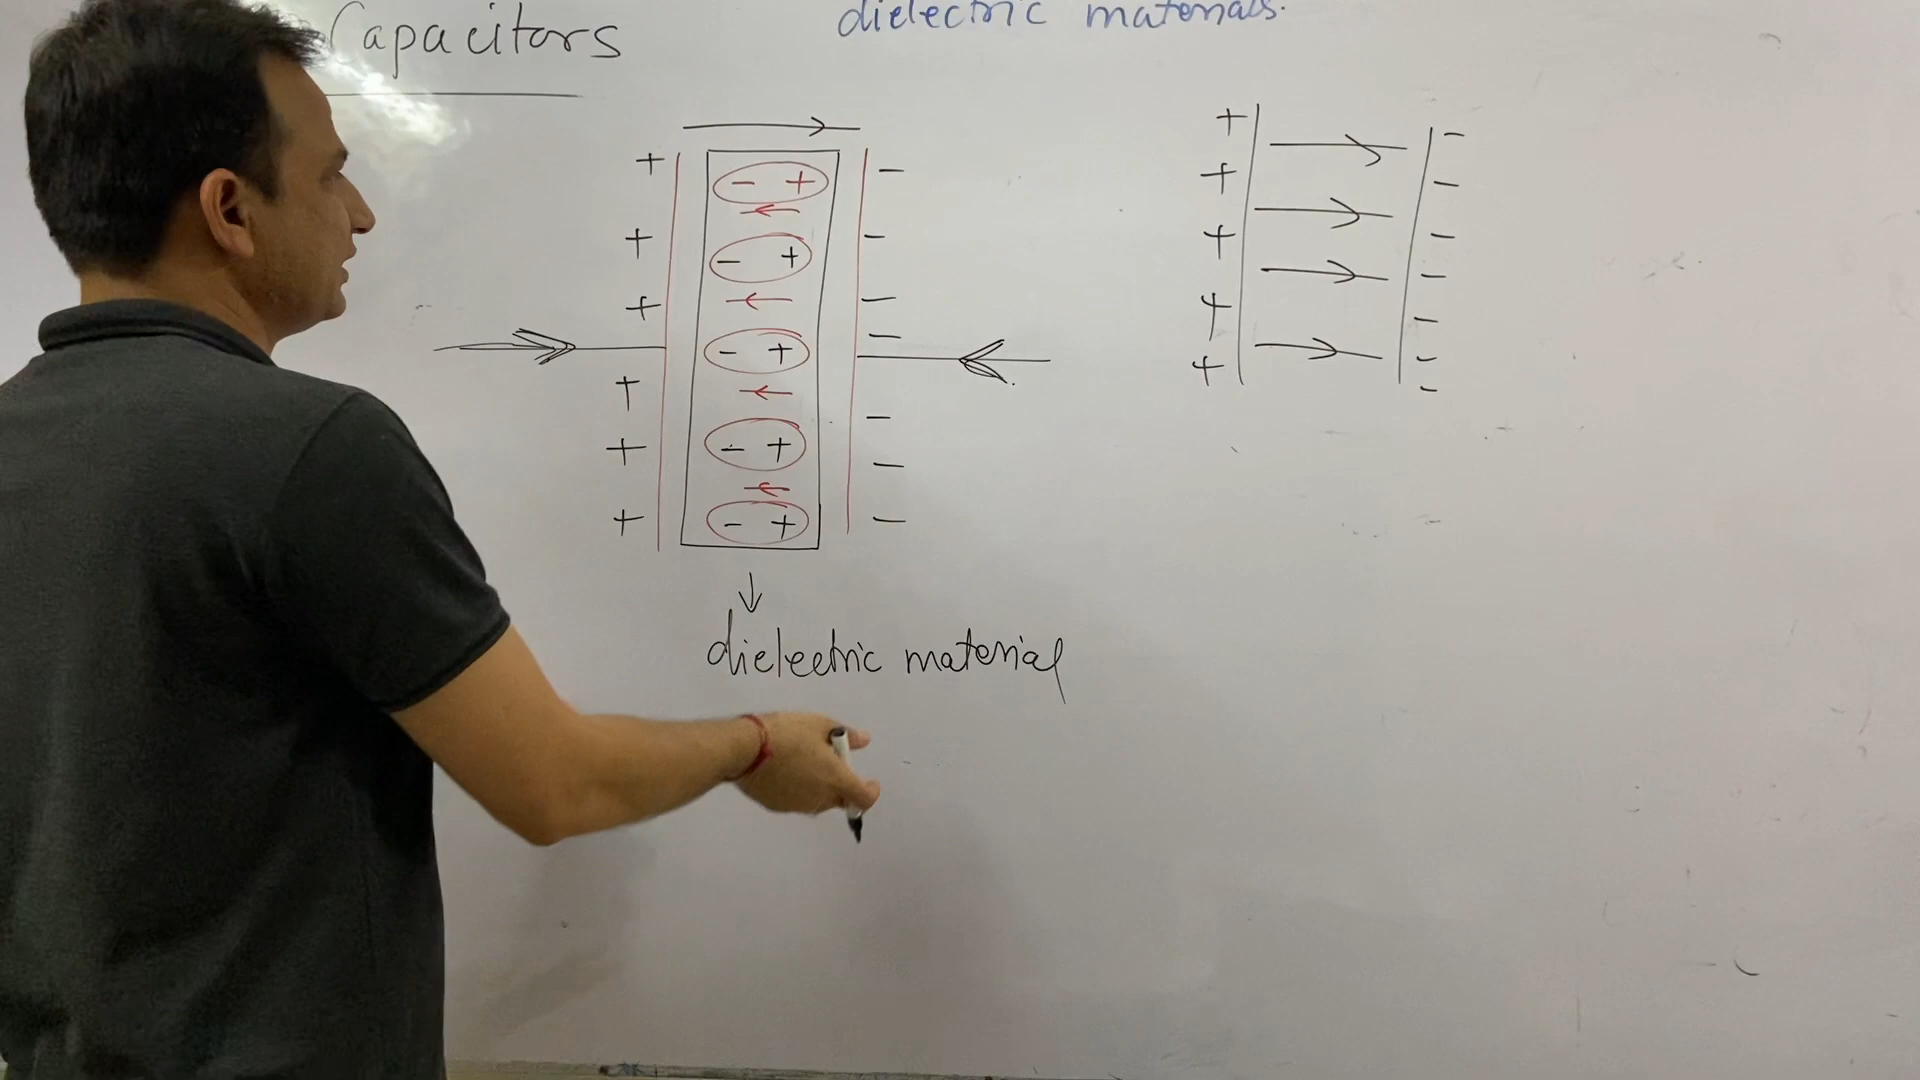 Capacitors
dielectric materials.
+ - + -
+ - + -
+ -
- + -
+ - + -
+ - + -
+ - + -
dielectric material
+ -
+ -
+ -
+ -
+ -
-
-